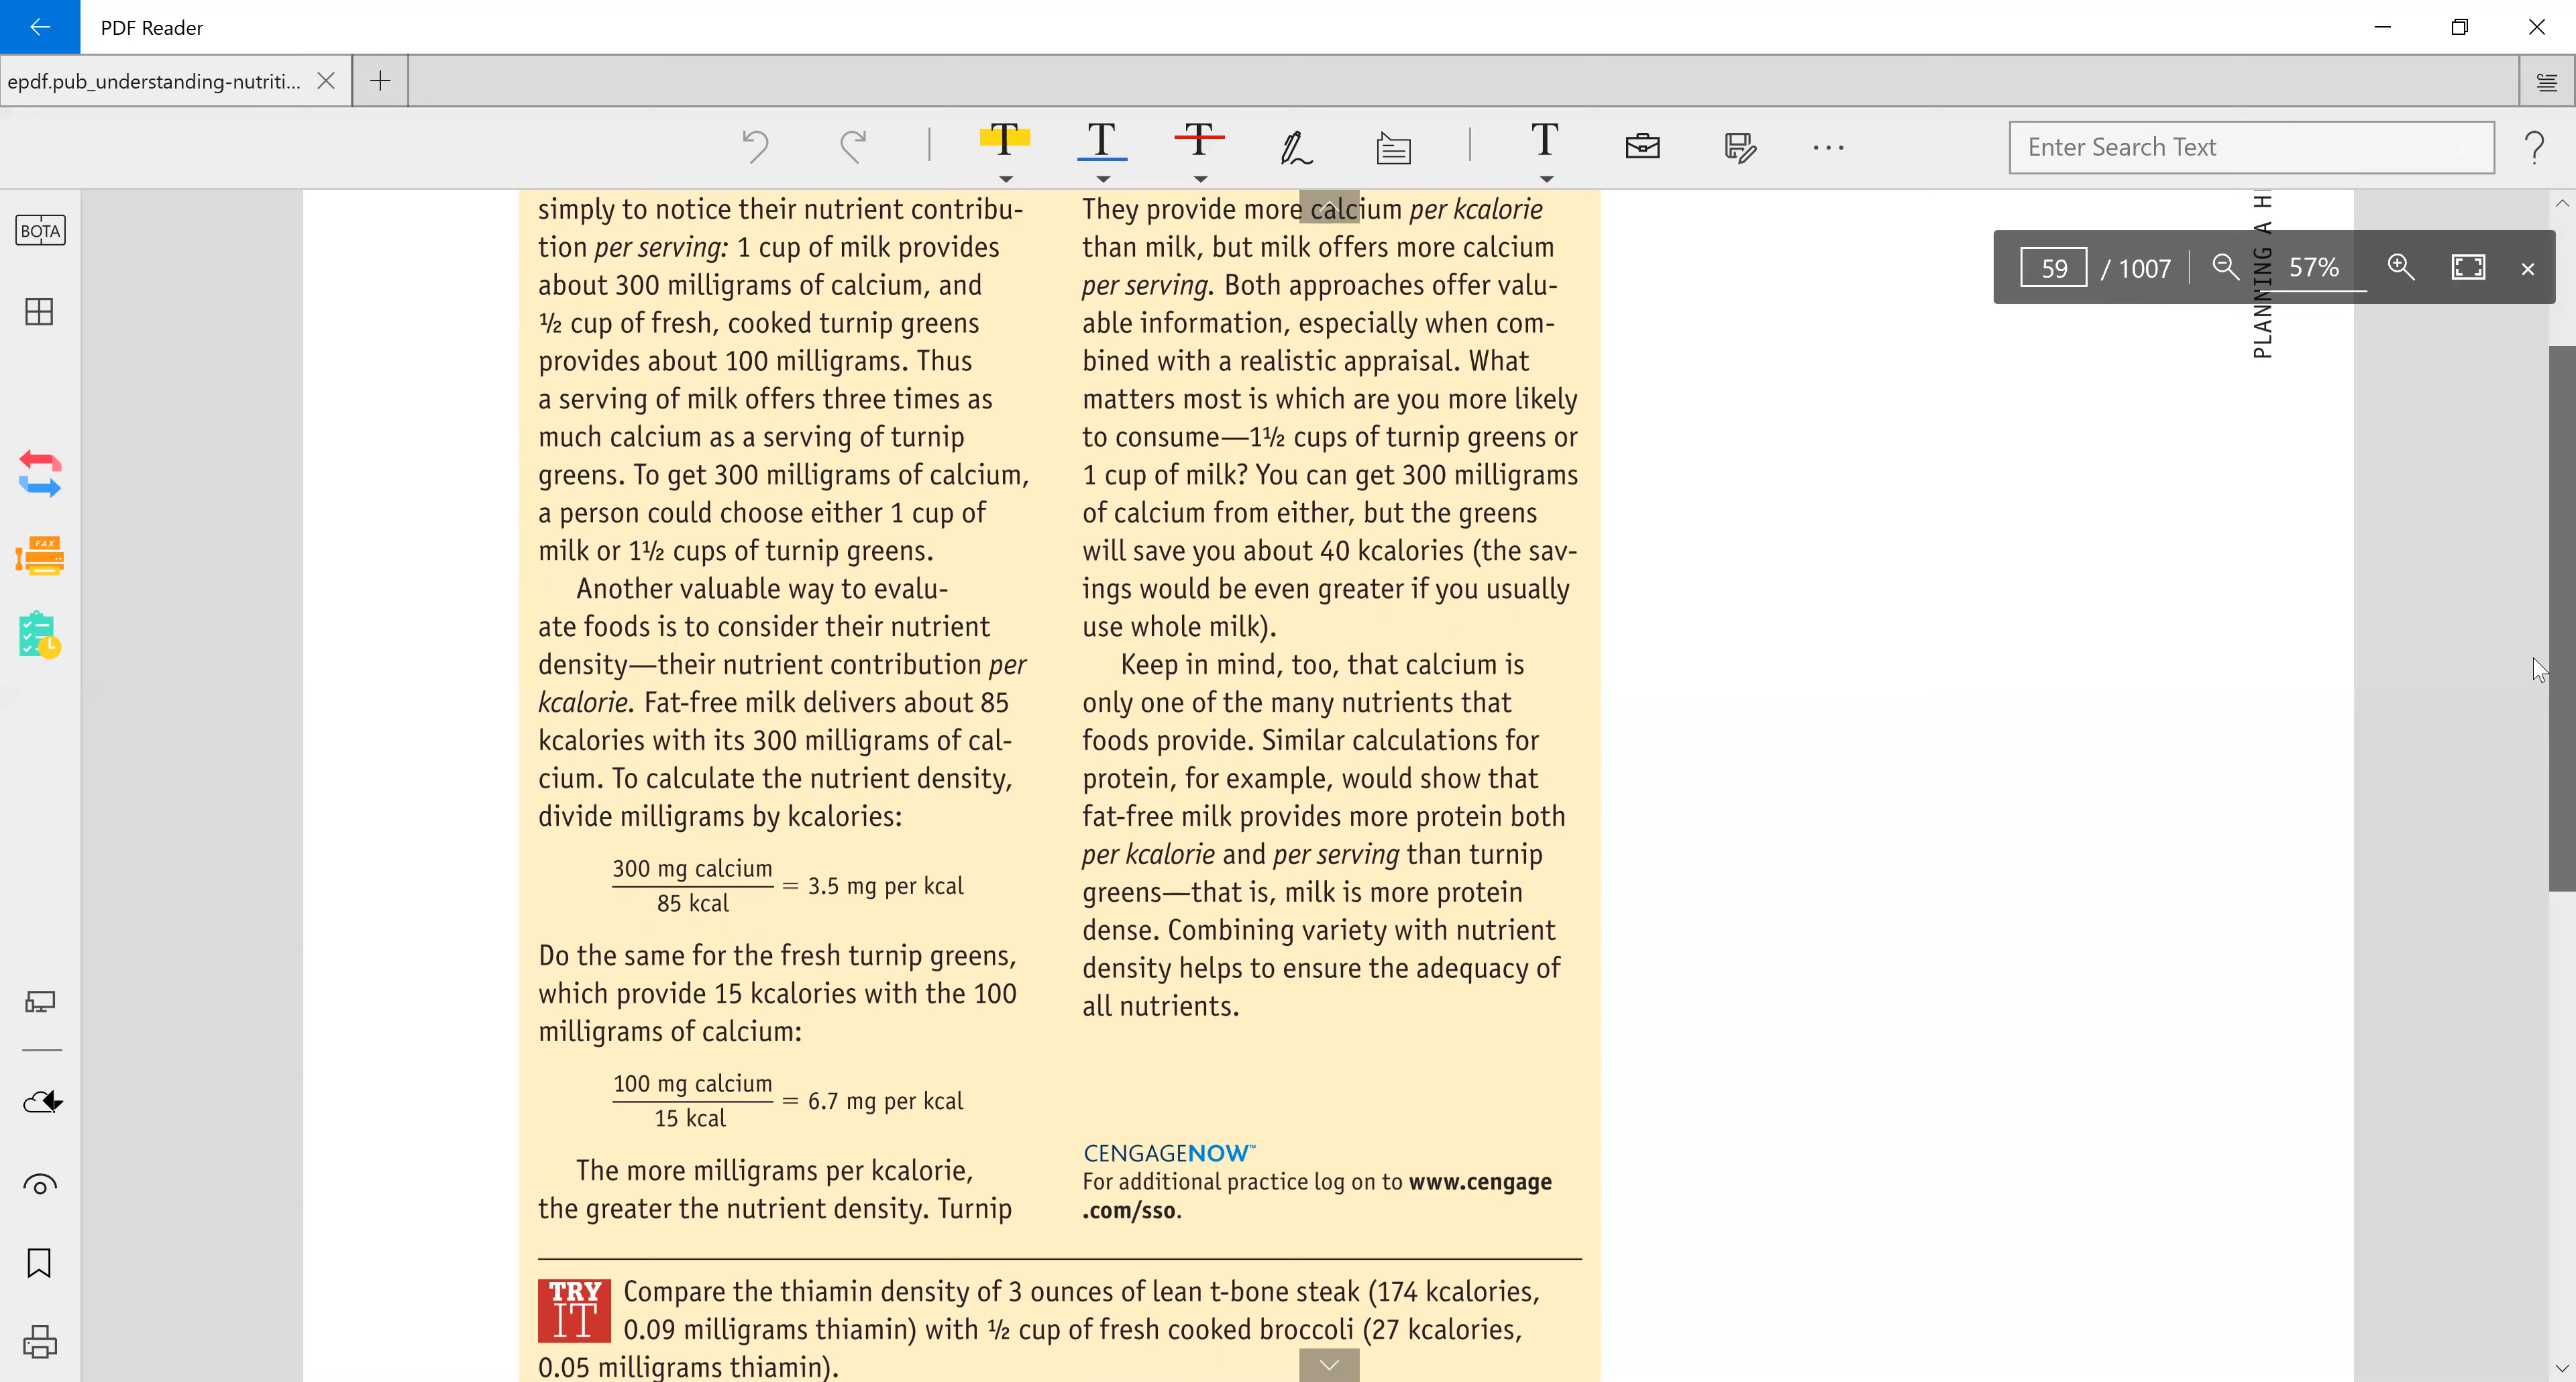 PDF Reader
epdf.pub_understanding-nutriti...
T T T T
Enter Search Text
?
BOTA
FAX
59 / 1007 57%
PLANNING A H
simply to notice their nutrient contribu-
tion per serving: 1 cup of milk provides
about 300 milligrams of calcium, and
½ cup of fresh, cooked turnip greens
provides about 100 milligrams. Thus
a serving of milk offers three times as
much calcium as a serving of turnip
greens. To get 300 milligrams of calcium,
a person could choose either 1 cup of
milk or 1½ cups of turnip greens.
Another valuable way to evalu-
ate foods is to consider their nutrient
density—their nutrient contribution per
kcalorie. Fat-free milk delivers about 85
kcalories with its 300 milligrams of cal-
cium. To calculate the nutrient density,
divide milligrams by kcalories:
300 mg calcium
= 3.5 mg per kcal
85 kcal
Do the same for the fresh turnip greens,
which provide 15 kcalories with the 100
milligrams of calcium:
100 mg calcium
= 6.7 mg per kcal
15 kcal
The more milligrams per kcalorie,
the greater the nutrient density. Turnip
They provide more calcium per kcalorie
than milk, but milk offers more calcium
per serving. Both approaches offer valu-
able information, especially when com-
bined with a realistic appraisal. What
matters most is which are you more likely
to consume—1½ cups of turnip greens or
1 cup of milk? You can get 300 milligrams
of calcium from either, but the greens
will save you about 40 kcalories (the sav-
ings would be even greater if you usually
use whole milk).
Keep in mind, too, that calcium is
only one of the many nutrients that
foods provide. Similar calculations for
protein, for example, would show that
fat-free milk provides more protein both
per kcalorie and per serving than turnip
greens—that is, milk is more protein
dense. Combining variety with nutrient
density helps to ensure the adequacy of
all nutrients.
CENGAGENOW™
For additional practice log on to www.cengage
.com/sso.
TRY
IT
Compare the thiamin density of 3 ounces of lean t-bone steak (174 kcalories,
0.09 milligrams thiamin) with ½ cup of fresh cooked broccoli (27 kcalories,
0.05 milligrams thiamin).